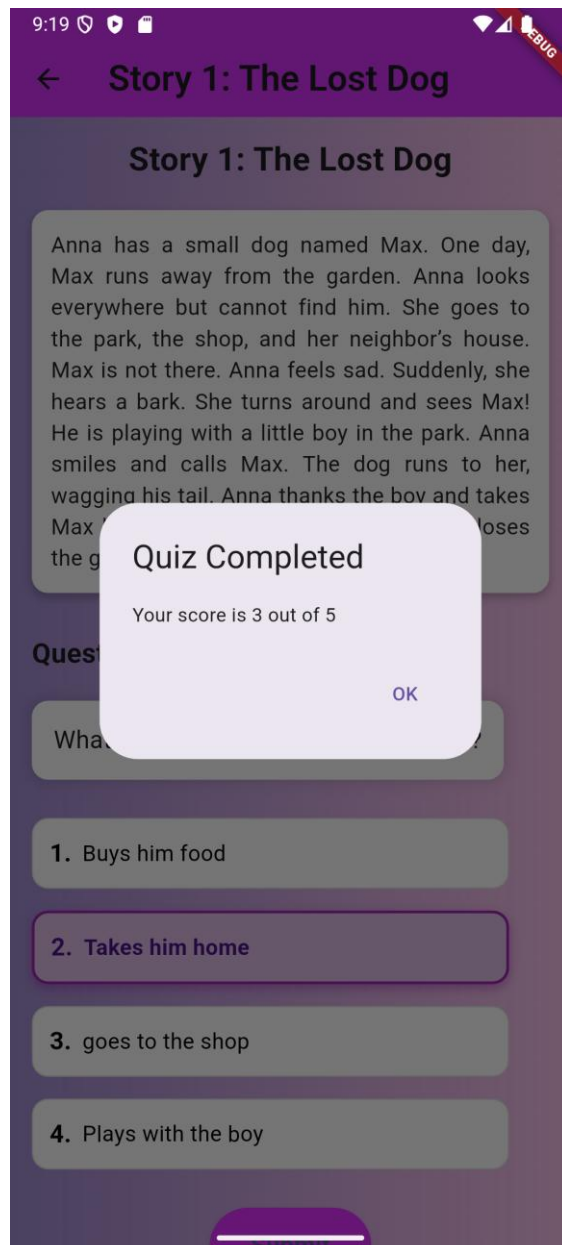 9:19
DEBUG
Story 1: The Lost Dog
Story 1: The Lost Dog
Anna has a small dog named Max. One day,
Max runs away from the garden. Anna looks
everywhere but cannot find him. She goes to
the park, the shop, and her neighbor’s house.
Max is not there. Anna feels sad. Suddenly, she
hears a bark. She turns around and sees Max!
He is playing with a little boy in the park. Anna
smiles and calls Max. The dog runs to her,
wagging his tail. Anna thanks the boy and takes
Max
the
Quiz Completed
Your score is 3 out of 5
OK
?
1. Buys him food
2. Takes him home
3. goes to the shop
4. Plays with the boy